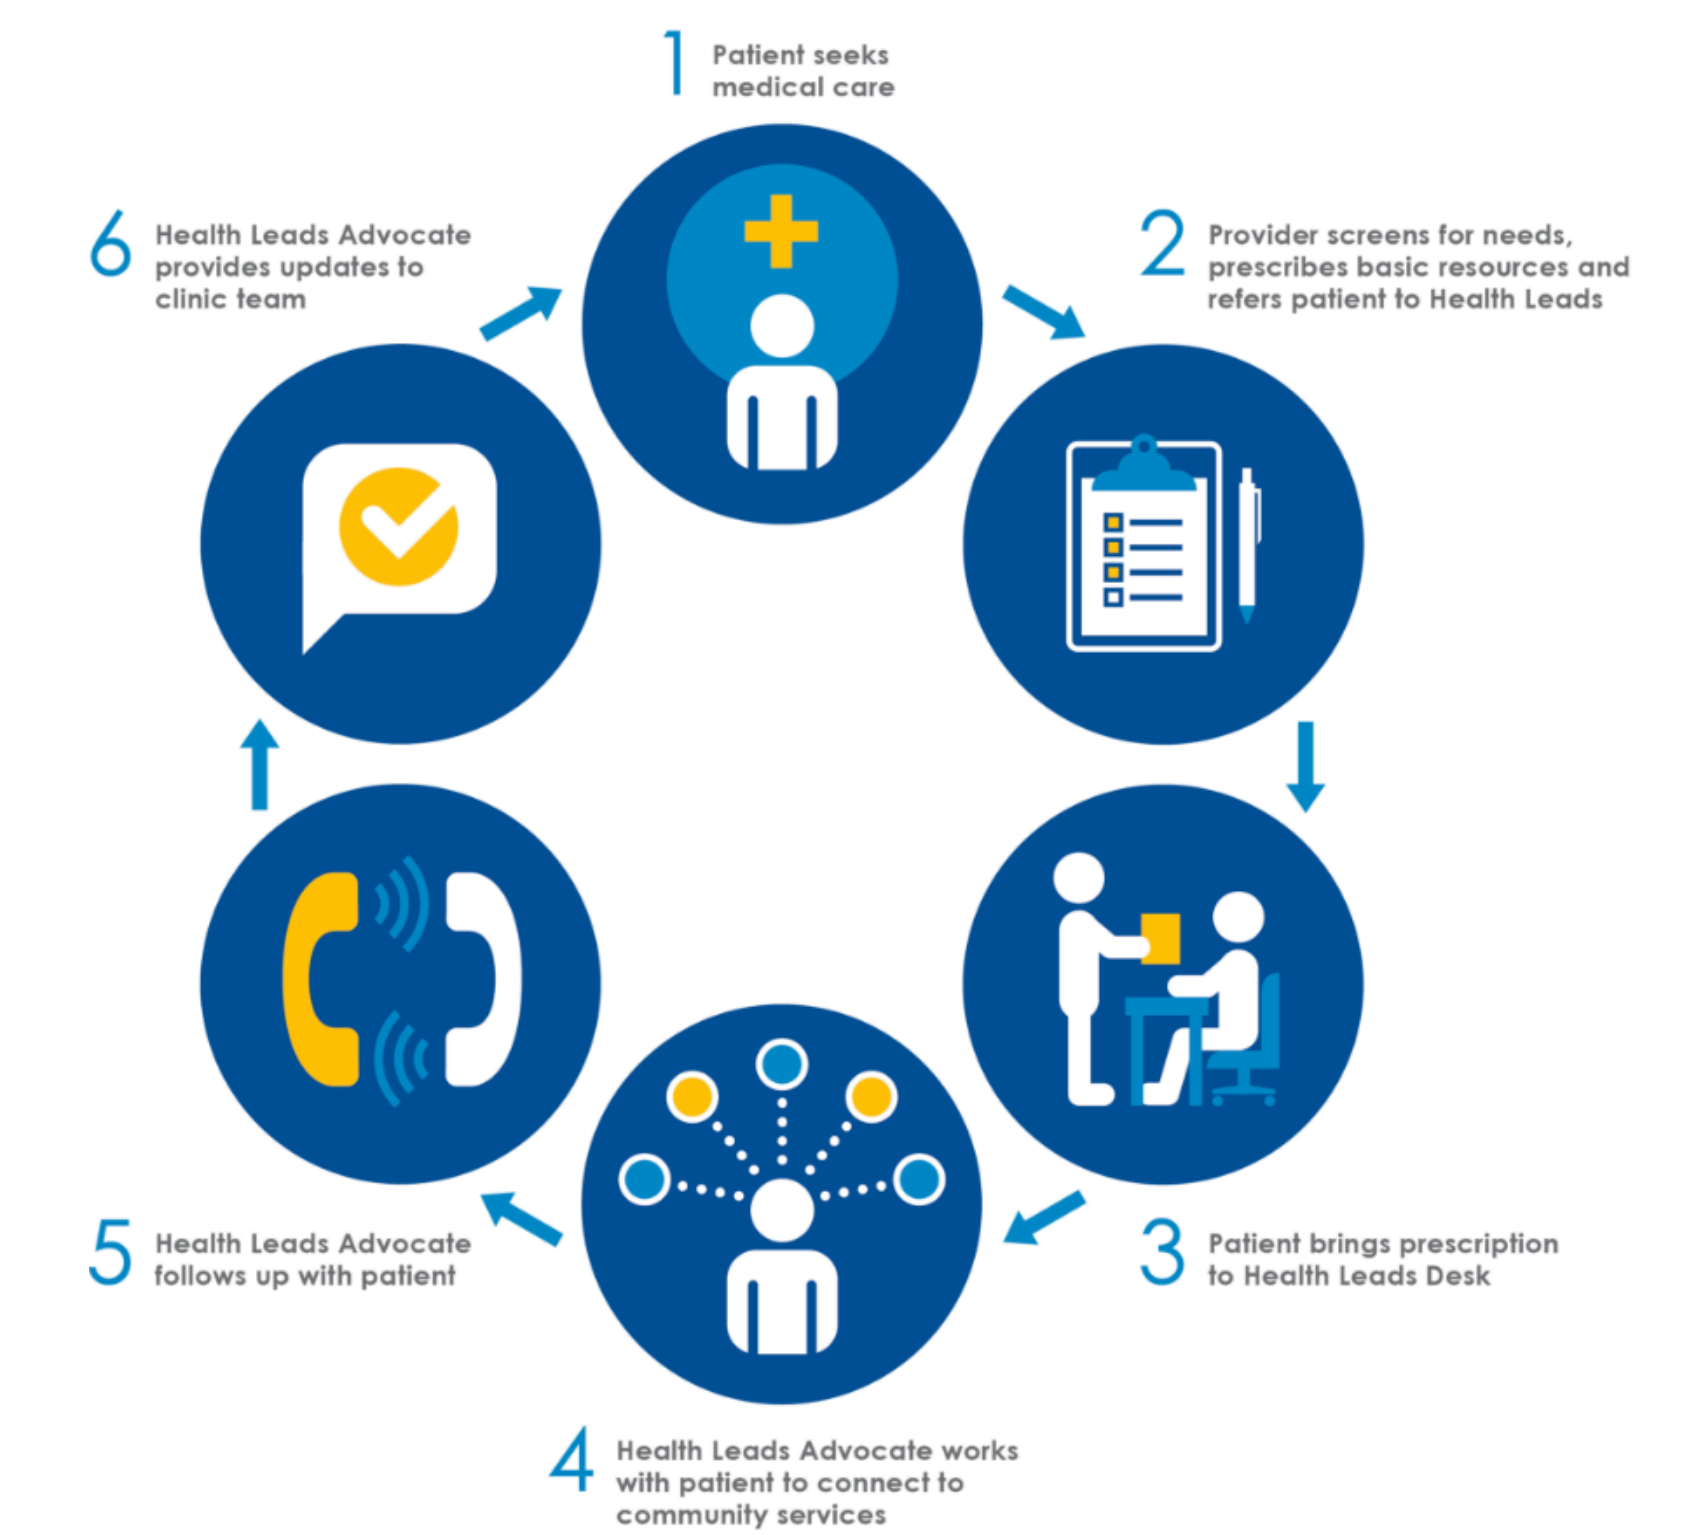 1
Patient seeks
medical care
2
Provider screens for needs,
prescribes basic resources and
refers patient to Health Leads
3
Patient brings prescription
to Health Leads Desk
4
Health Leads Advocate works
with patient to connect to
community services
5
Health Leads Advocate
follows up with patient
6
Health Leads Advocate
provides updates to
clinic team